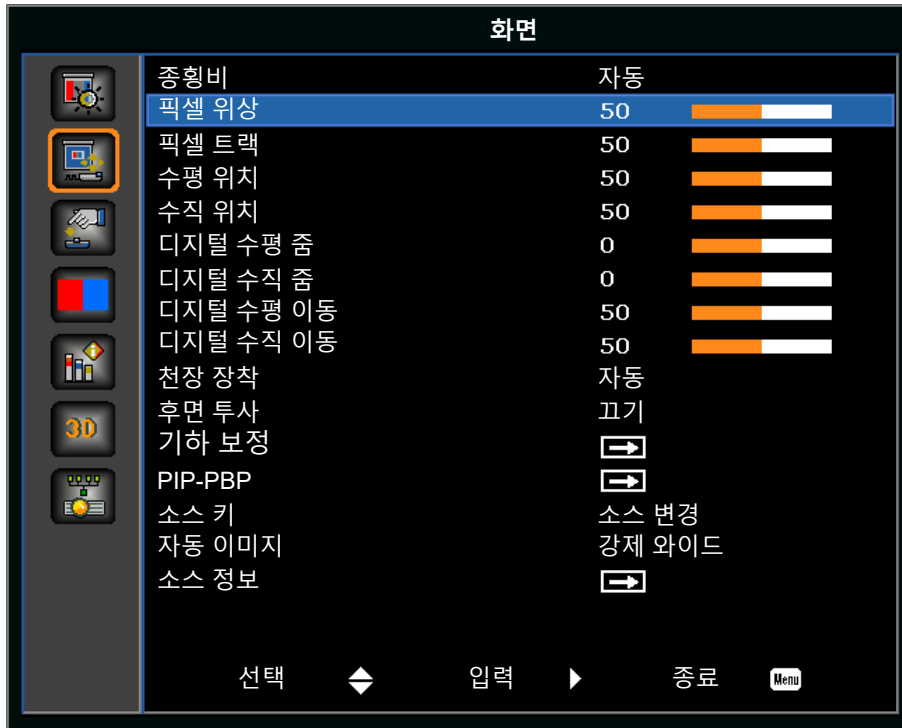 화면
종횡비 자동
픽셀 위상 50
픽셀 트랙 50
수평 위치 50
수직 위치 50
디지털 수평 줌 0
디지털 수직 줌 0
디지털 수평 이동 50
디지털 수직 이동 50
천장 장착 자동
후면 투사 끄기
기하 보정
PIP-PBP
소스 키 소스 변경
자동 이미지 강제 와이드
소스 정보
3D
선택 입력 종료 Menu